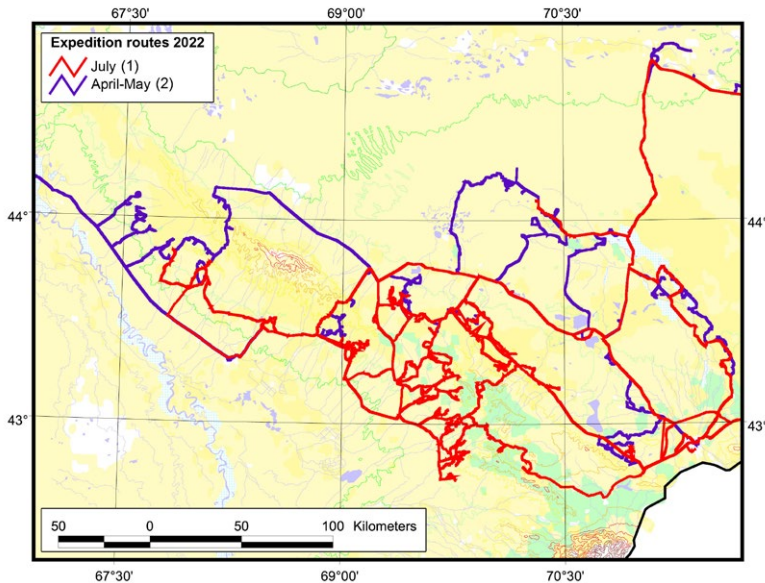 67°30 69°00 70°30
Expedition routes 2022
July (1)
April-May (2)
44° 44°
43° 43°
50 0 50 100 Kilometers
67°30 69°00 70°30